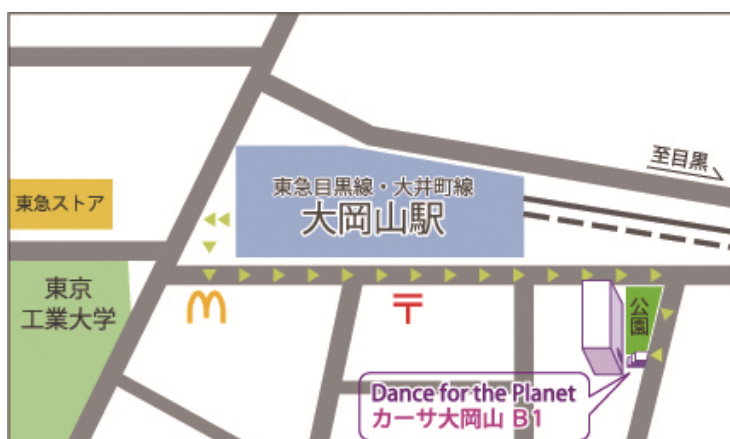 至目黒
東急目黒線・大井町線
大岡山駅
東急ストア
東京
工業大学
公園
Dance for the Planet
カーサ大岡山 B1